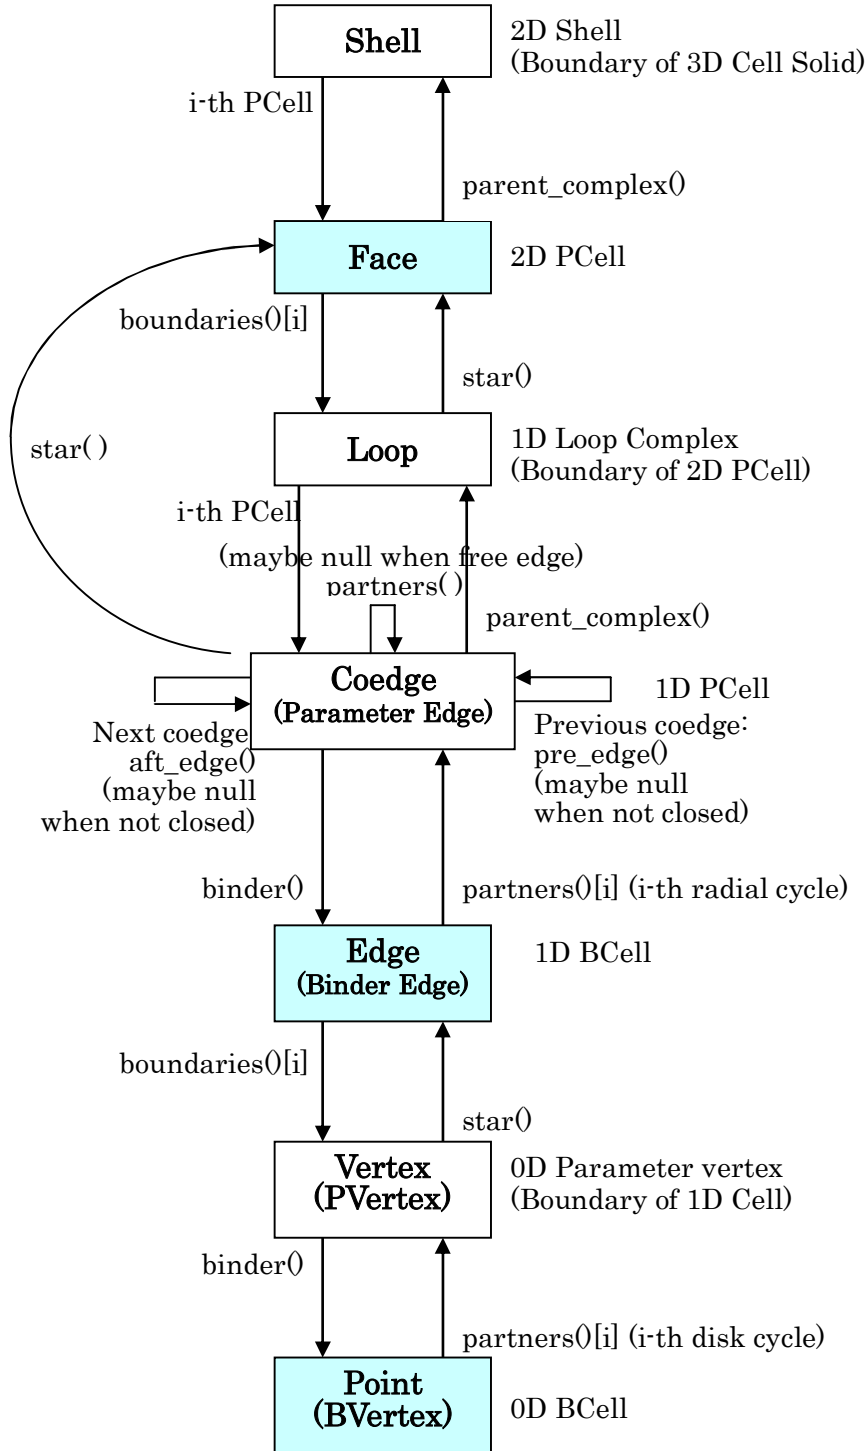 Shell
2D Shell
(Boundary of 3D Cell Solid)
i-th PCell
parent_complex()
Face
2D PCell
boundaries()[i]
star()
star( )
Loop
1D Loop Complex
(Boundary of 2D PCell)
i-th PCell
(maybe null when free edge)
partners( )
parent_complex()
Coedge
(Parameter Edge)
1D PCell
Next coedge
aft_edge()
(maybe null
when not closed)
Previous coedge:
pre_edge()
(maybe null
when not closed)
binder()
partners()[i] (i-th radial cycle)
Edge
(Binder Edge)
1D BCell
boundaries()[i]
star()
Vertex
(PVertex)
0D Parameter vertex
(Boundary of 1D Cell)
binder()
partners()[i] (i-th disk cycle)
Point
(BVertex)
0D BCell